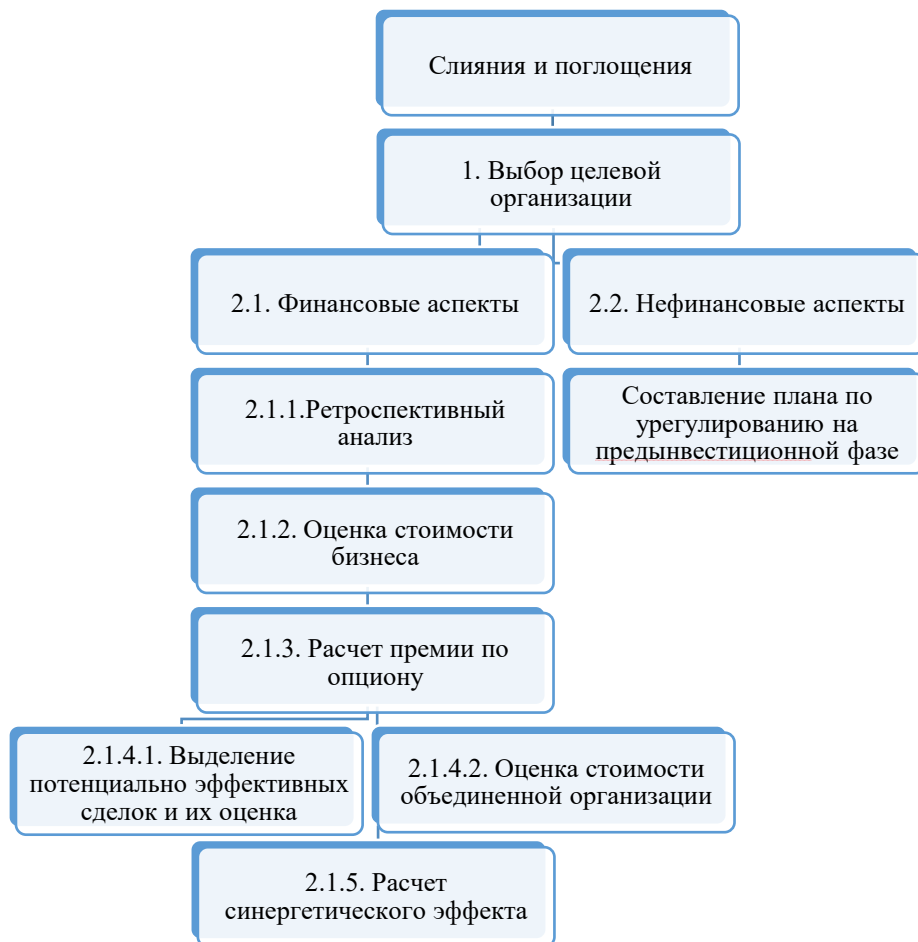 Слияния и поглощения
1. Выбор целевой
организации
2.1. Финансовые аспекты
2.2. Нефинансовые аспекты
2.1.1.Ретроспективный
анализ
Составление плана по
урегулированию на
предынвестиционной фазе
2.1.2. Оценка стоимости
бизнеса
2.1.3. Расчет премии по
опциону
2.1.4.1. Выделение
потенциально эффективных
сделок и их оценка
2.1.4.2. Оценка стоимости
объединенной организации
2.1.5. Расчет
синергетического эффекта